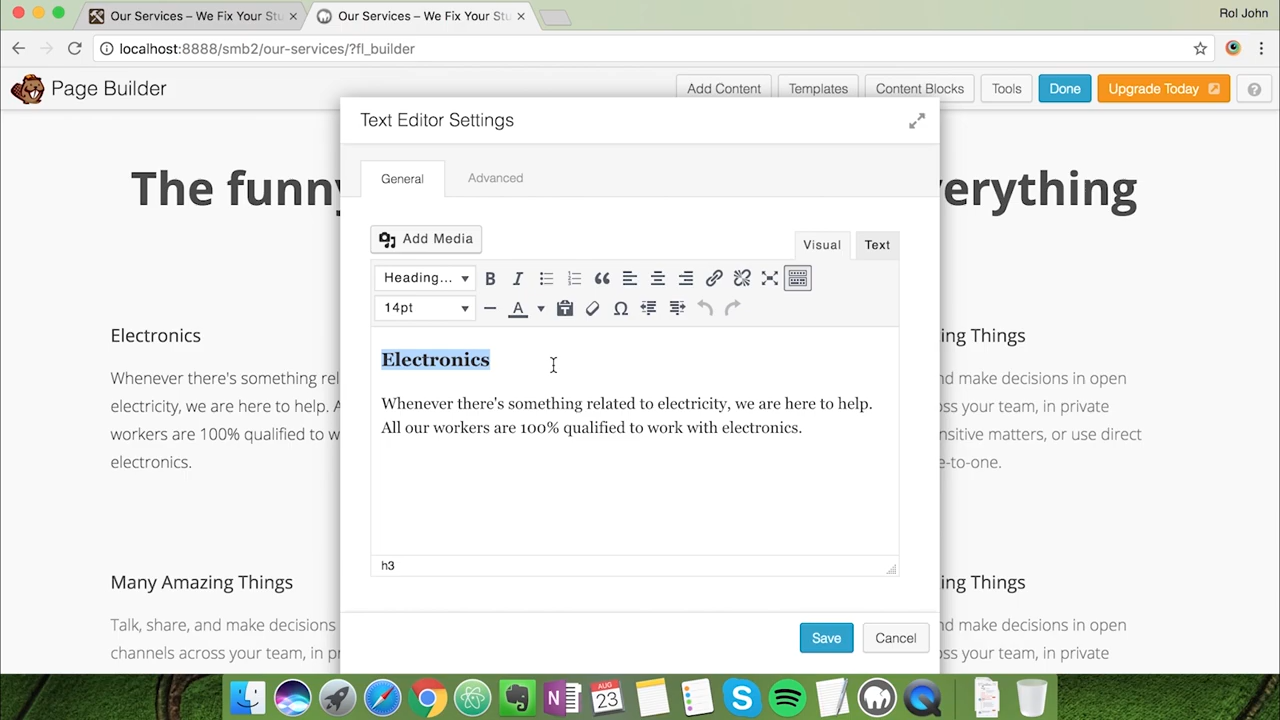 Our Services – We Fix Your Stu
Our Services – We Fix Your Stu
Rol John
localhost:8888/smb2/our-services/?fl_builder
Page Builder
Add Content
Templates
Content Blocks
Tools
Done
Upgrade Today
?
Text Editor Settings
General
Advanced
The funny
verything
Add Media
Visual
Text
Heading...
B
I
14pt
A
Ω
Electronics
Whenever there's something rel
electricity, we are here to help. A
workers are 100% qualified to w
electronics.
Electronics
Whenever there's something related to electricity, we are here to help.
All our workers are 100% qualified to work with electronics.
ing Things
nd make decisions in open
ss your team, in private
nsitive matters, or use direct
e-to-one.
h3
Many Amazing Things
Talk, share, and make decisions
channels across your team, in pr
ing Things
nd make decisions in open
ss your team, in private
Save
Cancel
AUG
23